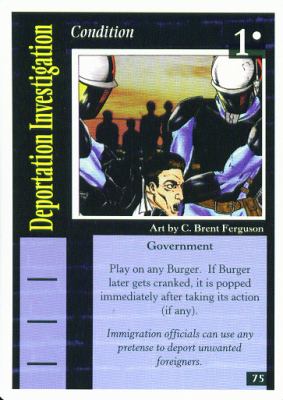 Condition
1•
Deportation Investigation
Art by C. Brent Ferguson
Government
Play on any Burger. If Burger
later gets cranked, it is popped
immediately after taking its action
(if any).
Immigration officials can use any
pretense to deport unwanted
foreigners.
75